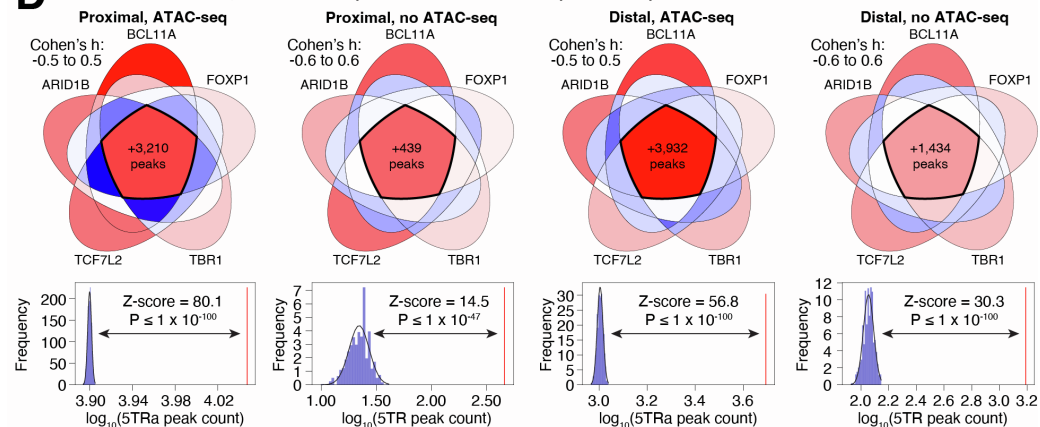 D
Proximal, ATAC-seq
BCL11A
Cohen's h:
-0.5 to 0.5
ARID1B
FOXP1
+3,210
peaks
TCF7L2
TBR1
Proximal, no ATAC-seq
BCL11A
Cohen's h:
-0.6 to 0.6
ARID1B
FOXP1
+439
peaks
TCF7L2
TBR1
Distal, ATAC-seq
BCL11A
Cohen's h:
-0.5 to 0.5
ARID1B
FOXP1
+3,932
peaks
TCF7L2
TBR1
Distal, no ATAC-seq
BCL11A
Cohen's h:
-0.6 to 0.6
ARID1B
FOXP1
+1,434
peaks
TCF7L2
TBR1
Frequency
200
150
100
50
0
Z-score = 80.1
P ≤ 1 x 10⁻¹⁰⁰
3.90 3.94 3.98 4.02
log₁₀(5TRa peak count)
Frequency
7
6
5
4
3
2
1
0
Z-score = 14.5
P ≤ 1 x 10⁻⁴⁷
1.00 1.50 2.00 2.50
log₁₀(5TR peak count)
Frequency
30
25
20
15
10
5
0
Z-score = 56.8
P ≤ 1 x 10⁻¹⁰⁰
3.0 3.2 3.4 3.6
log₁₀(5TRa peak count)
Frequency
12
10
8
6
4
2
0
Z-score = 30.3
P ≤ 1 x 10⁻¹⁰⁰
2.0 2.2 2.4 2.6 2.8 3.0 3.2
log₁₀(5TR peak count)